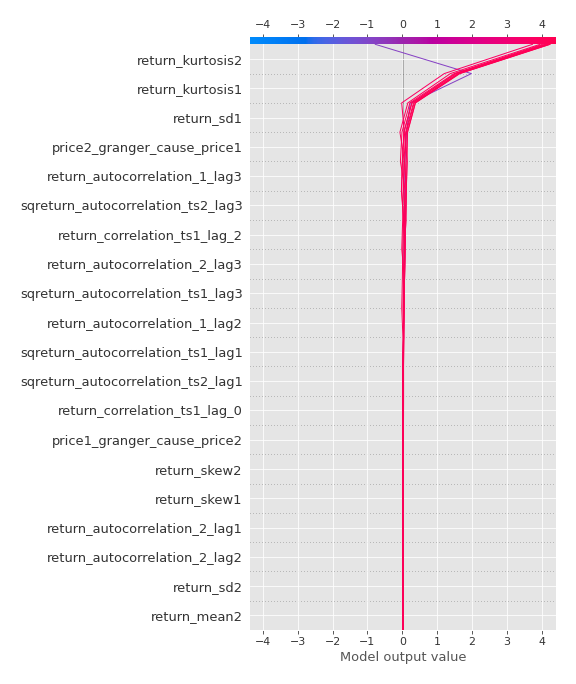 −4 −3 −2 −1 0 1 2 3 4
return_kurtosis2
return_kurtosis1
return_sd1
price2_granger_cause_price1
return_autocorrelation_1_lag3
sqreturn_autocorrelation_ts2_lag3
return_correlation_ts1_lag_2
return_autocorrelation_2_lag3
sqreturn_autocorrelation_ts1_lag3
return_autocorrelation_1_lag2
sqreturn_autocorrelation_ts1_lag1
sqreturn_autocorrelation_ts2_lag1
return_correlation_ts1_lag_0
price1_granger_cause_price2
return_skew2
return_skew1
return_autocorrelation_2_lag1
return_autocorrelation_2_lag2
return_sd2
return_mean2
−4 −3 −2 −1 0 1 2 3 4
Model output value